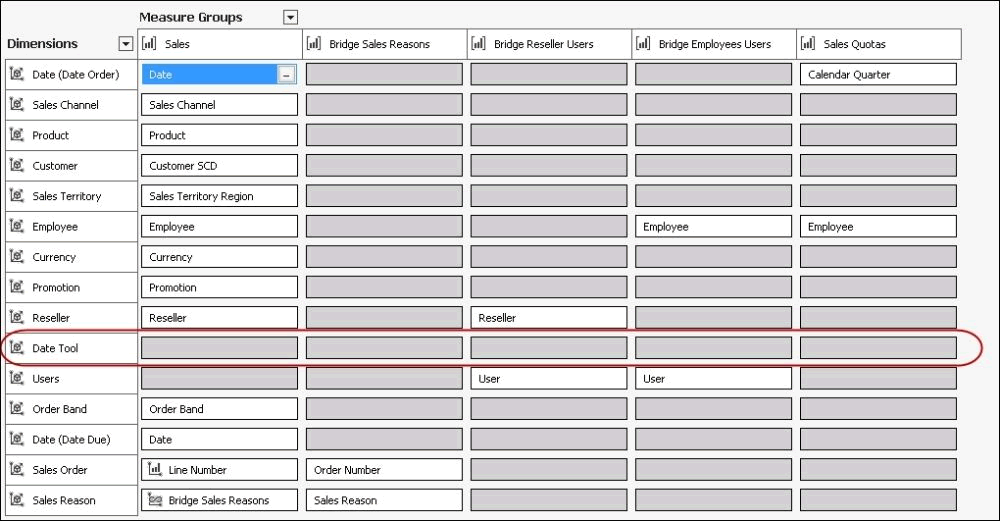 Measure Groups
Dimensions Sales Bridge Sales Reasons Bridge Reseller Users Bridge Employees Users Sales Quotas
Date (Date Order) Date Calendar Quarter
Sales Channel Sales Channel
Product Product
Customer Customer SCD
Sales Territory Sales Territory Region
Employee Employee Employee Employee
Currency Currency
Promotion Promotion
Reseller Reseller Reseller
Date Tool
Users User User
Order Band Order Band
Date (Date Due) Date
Sales Order Line Number Order Number
Sales Reason Bridge Sales Reasons Sales Reason